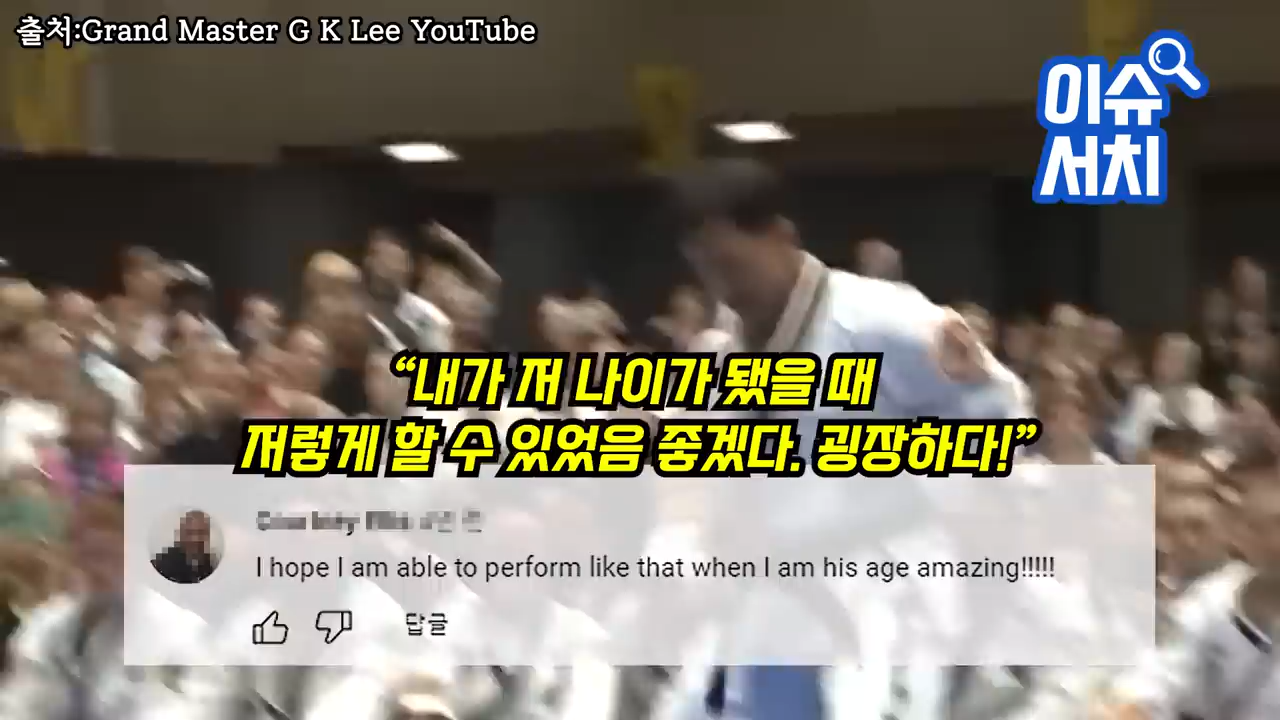 출처:Grand Master G K Lee YouTube
이슈
서치
“내가 저 나이가 됐을 때
저렇게 할 수 있었음 좋겠다. 굉장하다!”
I hope I am able to perform like that when I am his age amazing!!!!!
답글